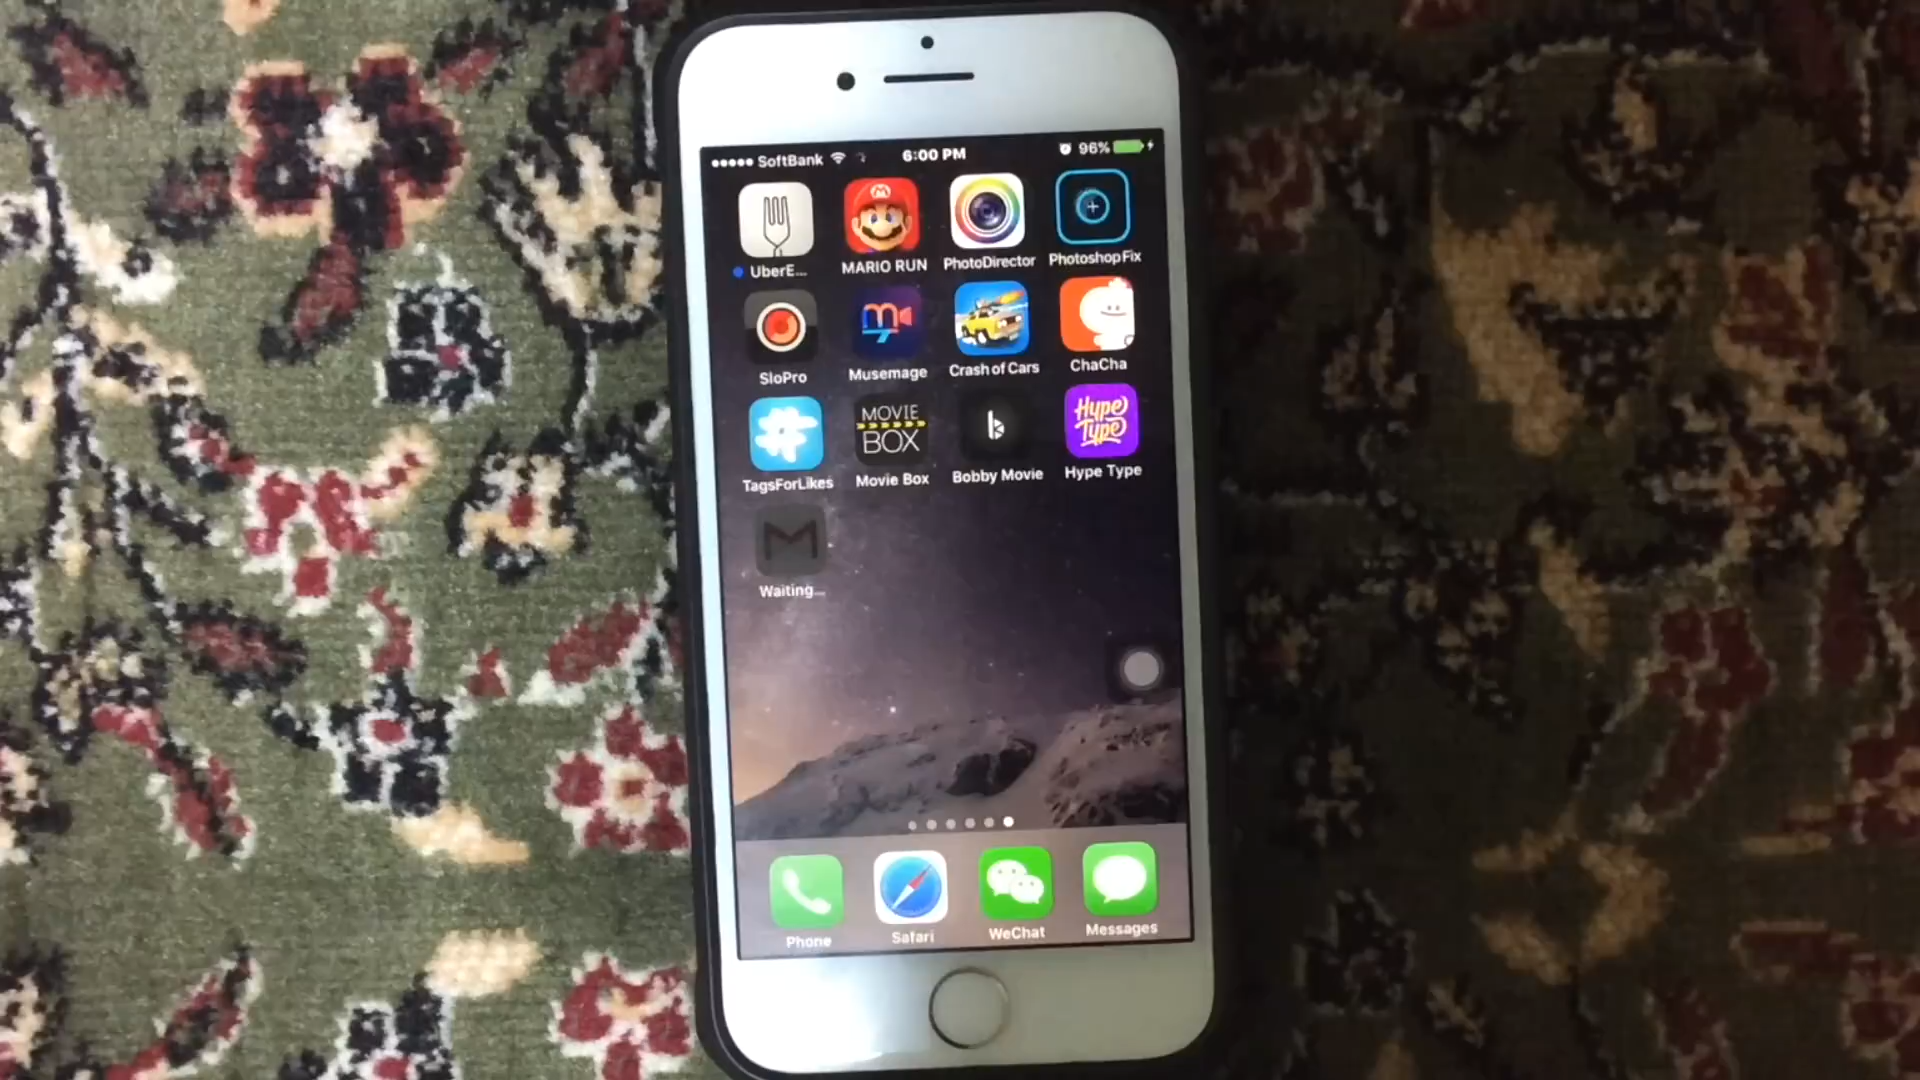 SoftBank 6:00 PM 96%
UberE... MARIO RUN PhotoDirector Photoshop Fix
SloPro Musemage Crash of Cars ChaCha
MOVIE
BOX
Hype
Type
TagsForLikes Movie Box Bobby Movie Hype Type
Waiting...
Phone Safari WeChat Messages